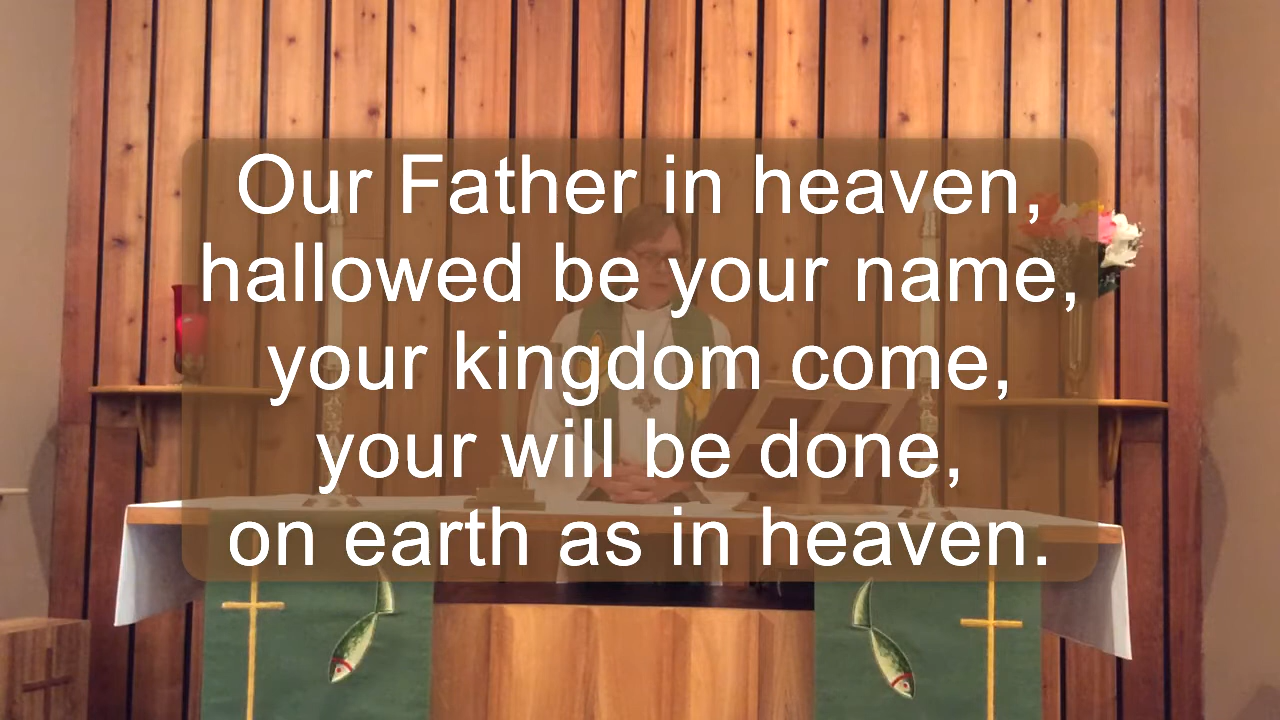 Our Father in heaven,
hallowed be your name,
your kingdom come,
your will be done,
on earth as in heaven.